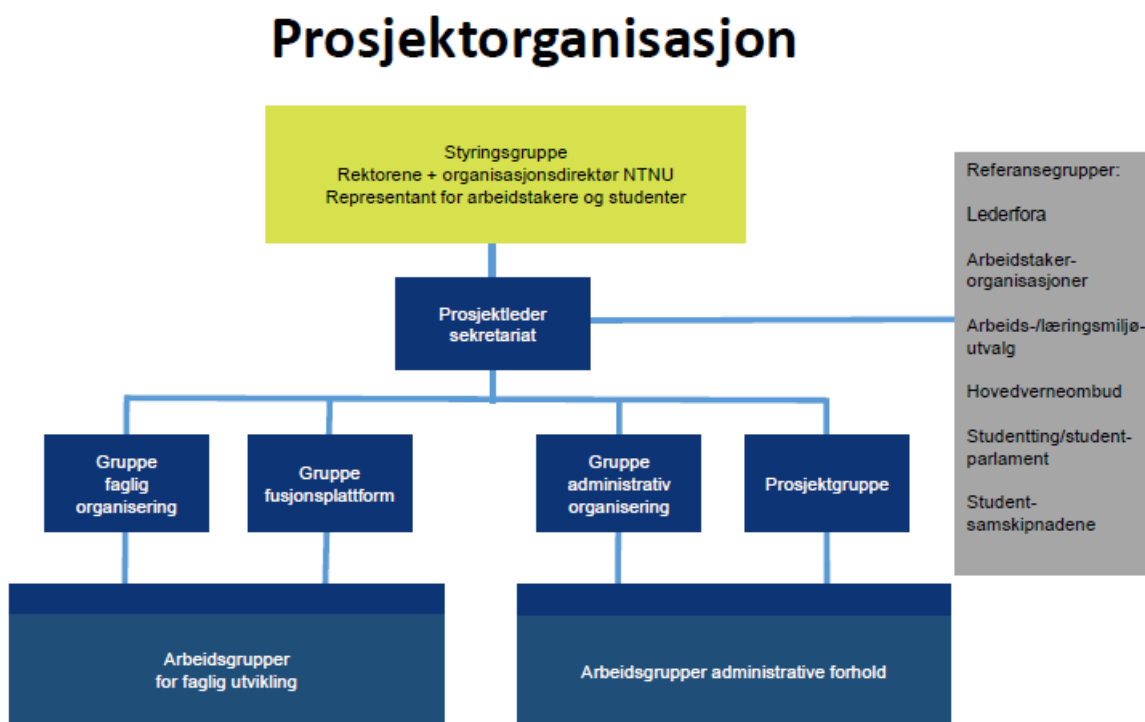 Prosjektorganisasjon
Styringsgruppe
Rektorene + organisasjonsdirektør NTNU
Representant for arbeidstakere og studenter
Prosjektleder
sekretariat
Referansegrupper:
Lederfora
Arbeidstaker-
organisasjoner
Arbeids-/læringsmiljø-
utvalg
Hovedverneombud
Studentting/student-
parlament
Student-
samskipnadene
Gruppe
faglig
organisering
Gruppe
fusjonsplattform
Gruppe
administrativ
organisering
Prosjektgruppe
Arbeidsgrupper
for faglig utvikling
Arbeidsgrupper administrative forhold